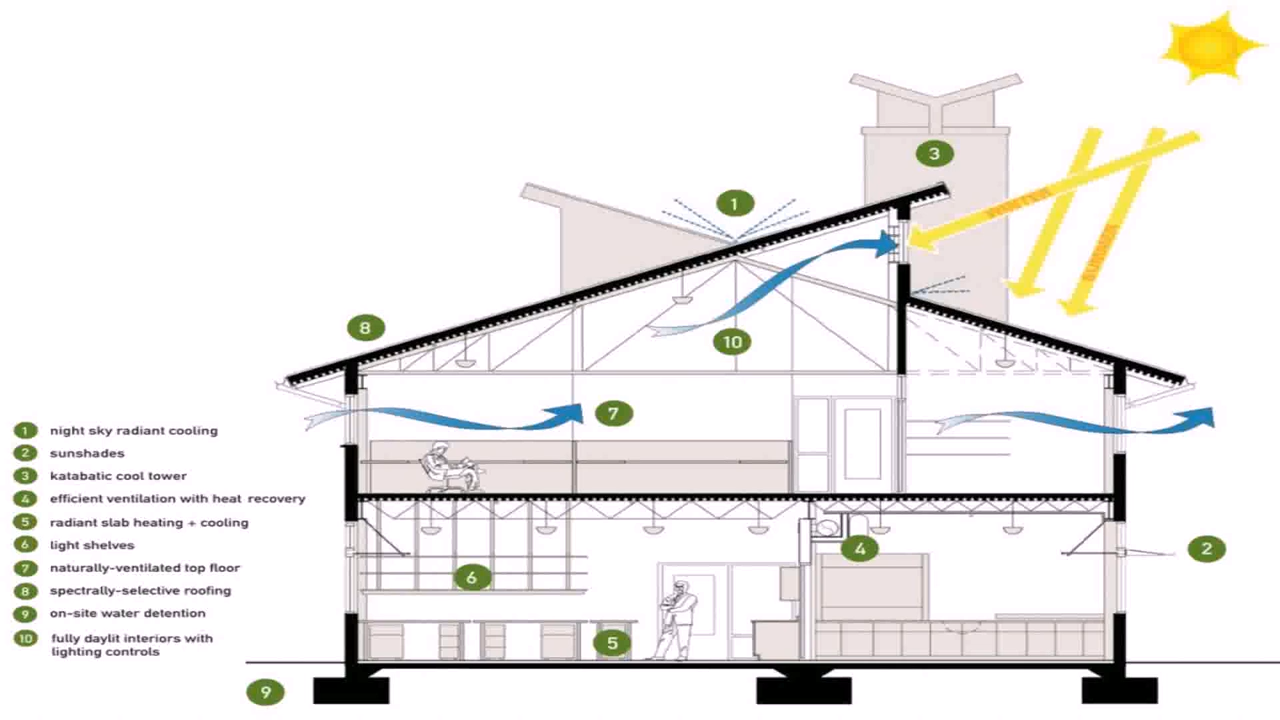 3
1
WINTER
SUMMER
8
10
7
1 night sky radiant cooling
2 sunshades
3 katabatic cool tower
4 efficient ventilation with heat recovery
5 radiant slab heating + cooling
6 light shelves
7 naturally-ventilated top floor
8 spectrally-selective roofing
9 on-site water detention
10 fully daylit interiors with
lighting controls
4
2
6
5
9